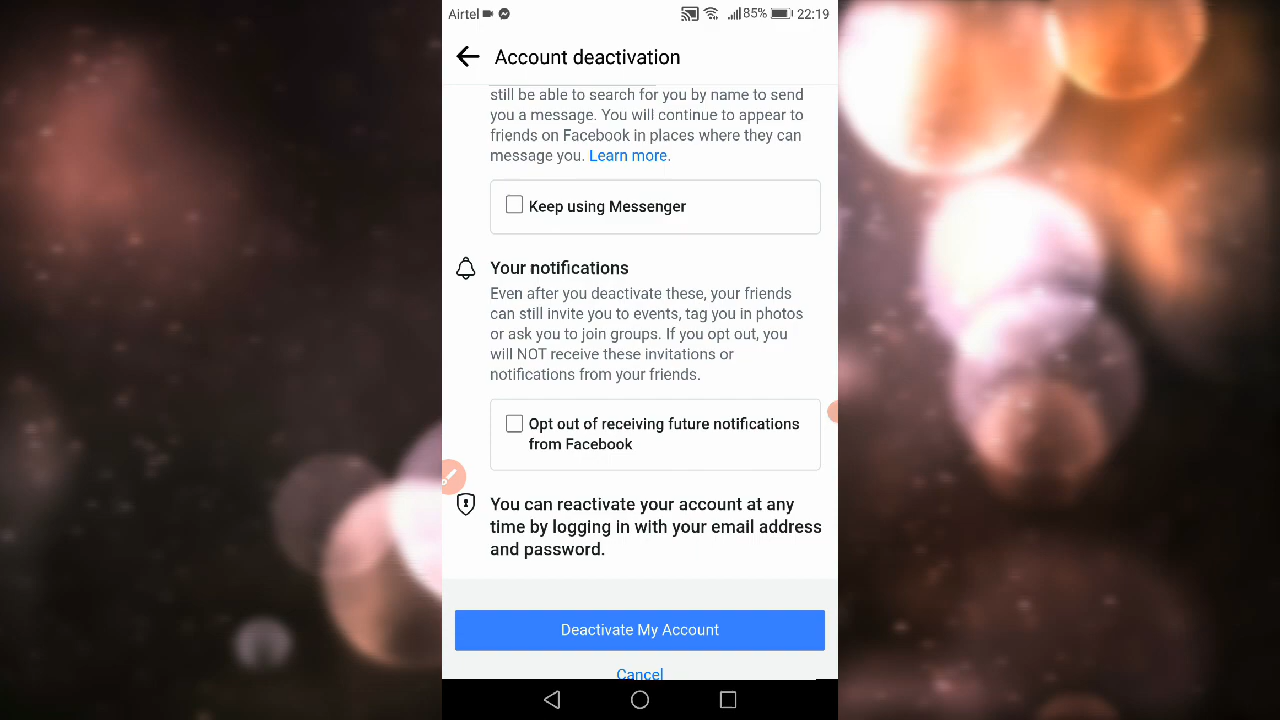 Airtel 85% 22:19
Account deactivation
still be able to search for you by name to send
you a message. You will continue to appear to
friends on Facebook in places where they can
message you. Learn more.
Keep using Messenger
Your notifications
Even after you deactivate these, your friends
can still invite you to events, tag you in photos
or ask you to join groups. If you opt out, you
will NOT receive these invitations or
notifications from your friends.
Opt out of receiving future notifications
from Facebook
You can reactivate your account at any
time by logging in with your email address
and password.
Deactivate My Account
Cancel